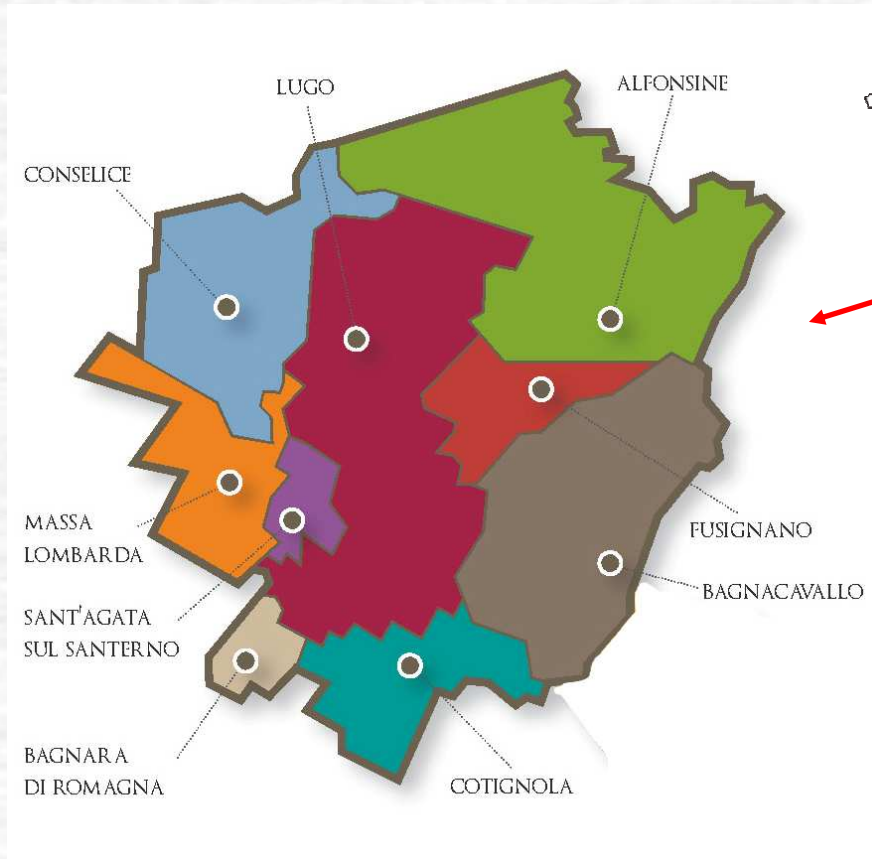 LUGO
ALFONSINE
CONSELICE
MASSA
LOMBARDA
FUSIGNANO
BAGNACAVALLO
SANT'AGATA
SUL SANTERNO
BAGNARA
DI ROMAGNA
COTIGNOLA